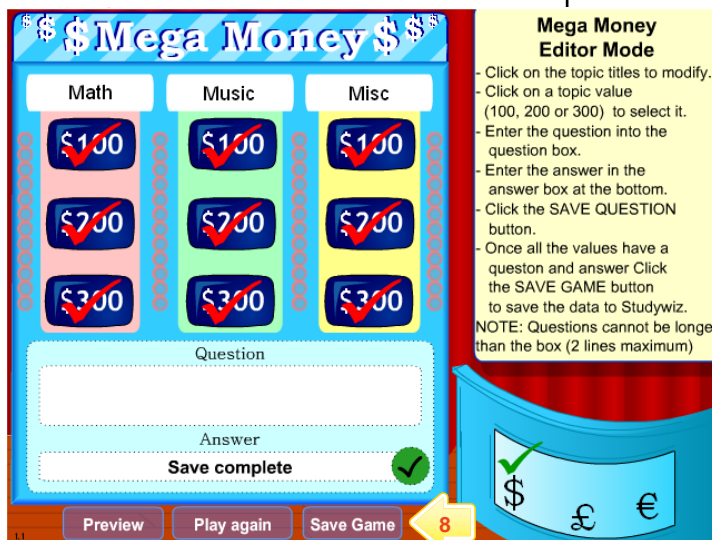 $$$Mega Money$$$
Math Music Misc
$100 $100 $100
$200 $200 $200
$300 $300 $300
Question
Answer
Save complete
Preview Play again Save Game 8
Mega Money
Editor Mode
- Click on the topic titles to modify.
- Click on a topic value
(100, 200 or 300) to select it.
- Enter the question into the
question box.
- Enter the answer in the
answer box at the bottom.
- Click the SAVE QUESTION
button.
- Once all the values have a
queston and answer Click
the SAVE GAME button
to save the data to Studywiz.
NOTE: Questions cannot be longe
than the box (2 lines maximum)
$ £ €